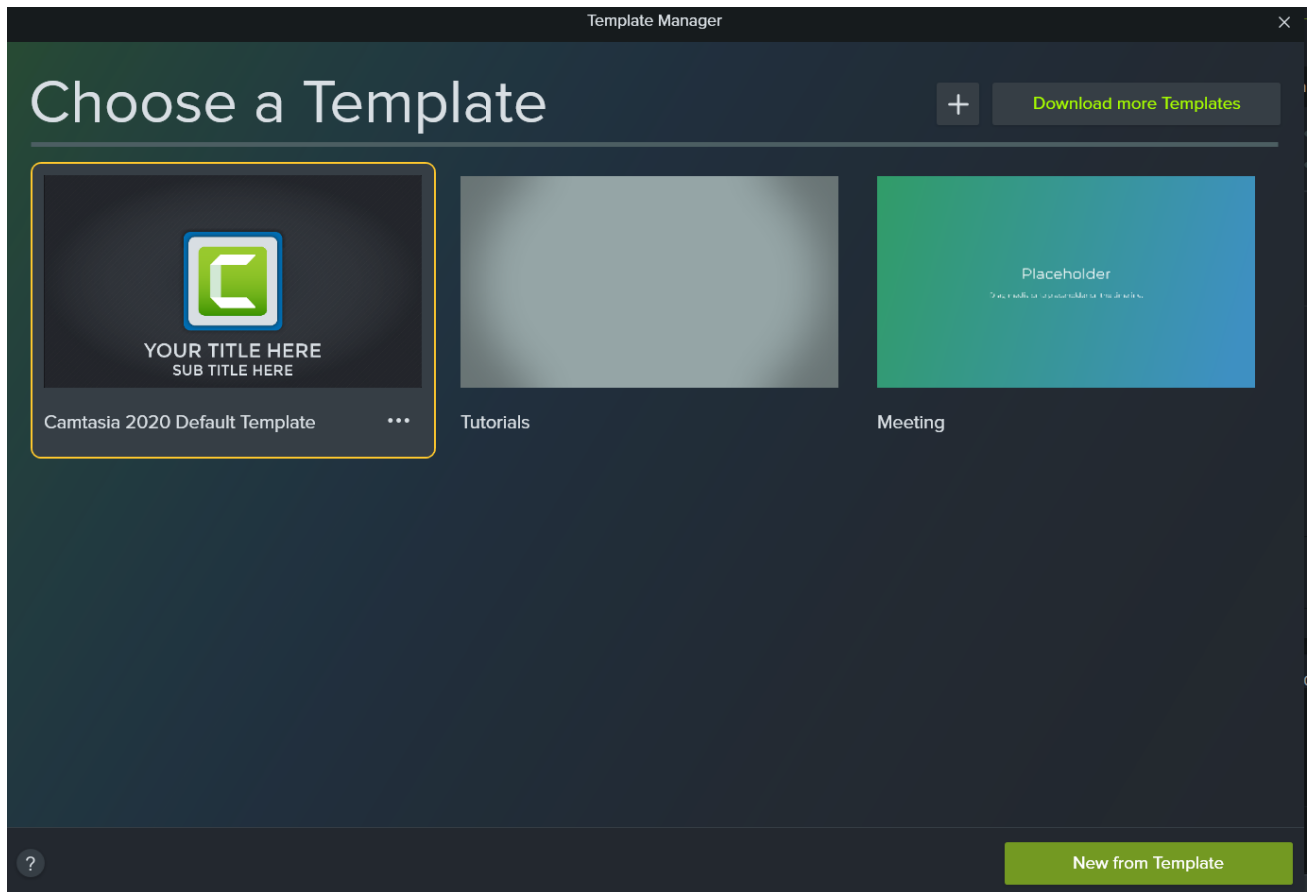 Template Manager
Choose a Template
Download more Templates
YOUR TITLE HERE
SUB TITLE HERE
Placeholder
Camtasia 2020 Default Template
Tutorials
Meeting
?
New from Template